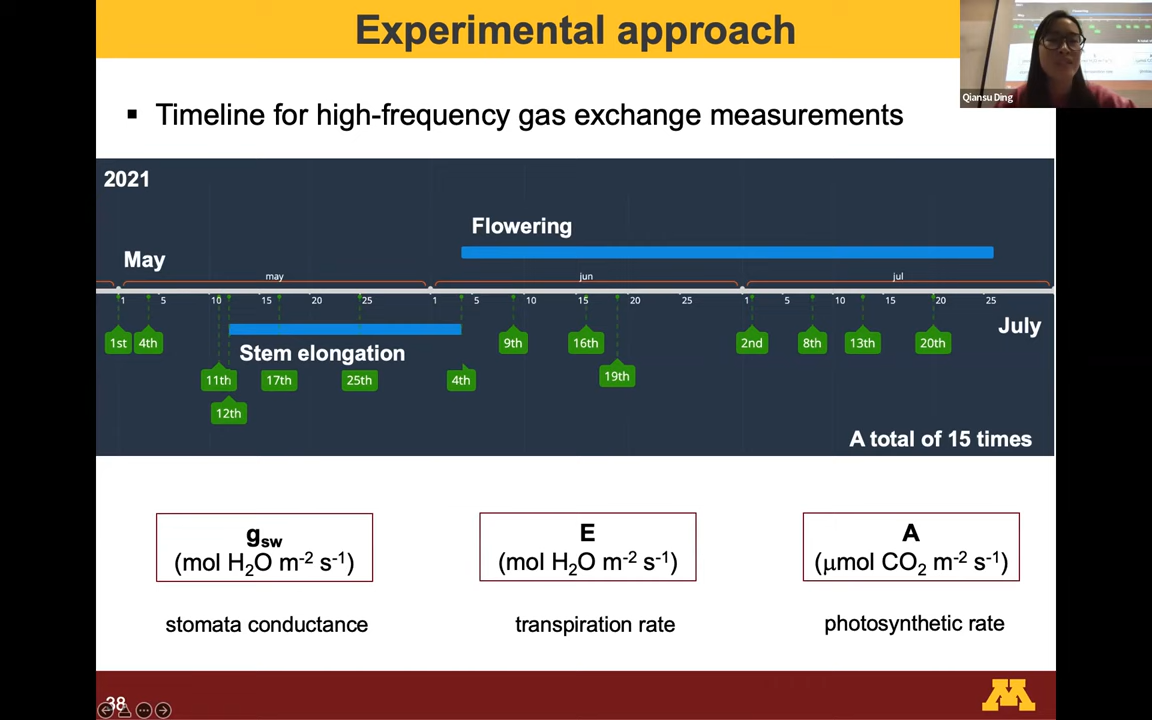 Experimental approach
Qiansu Ding
▪ Timeline for high-frequency gas exchange measurements
2021
Flowering
May
may
jun
jul
1 5 10 15 20 25 1 5 10 15 20 25 1 5 10 15 20 25
July
1st 4th 9th 16th 2nd 8th 13th 20th
Stem elongation
11th 17th 25th 4th 19th
12th
A total of 15 times
gsw
(mol H2O m-2 s-1)
stomata conductance
E
(mol H2O m-2 s-1)
transpiration rate
A
(μmol CO2 m-2 s-1)
photosynthetic rate
38
M